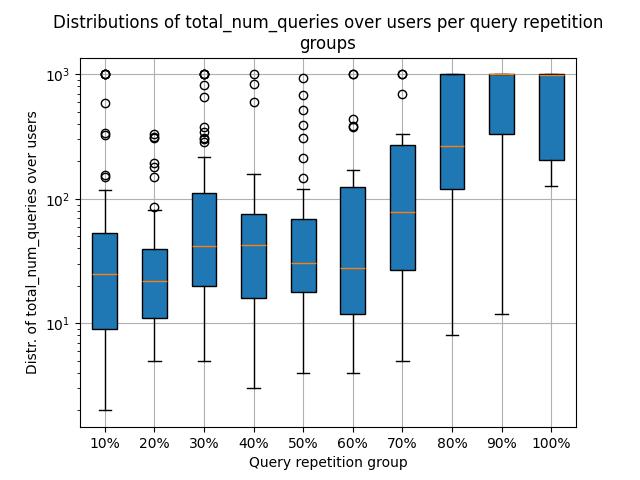 Distributions of total_num_queries over users per query repetition
groups
Distr. of total_num_queries over users
10³
10²
10¹
10% 20% 30% 40% 50% 60% 70% 80% 90% 100%
Query repetition group